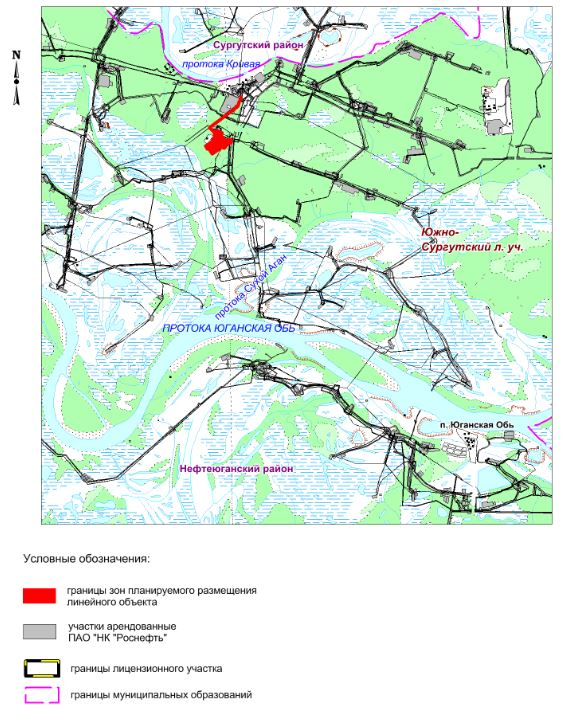 Сургутский район
протока Кривая
N
Южно-
Сургутский л. уч.
протока Сухой Аган
ПРОТОКА ЮГАНСКАЯ ОБЬ
п. Юганская Обь
Нефтеюганский район
Условные обозначения:
границы зон планируемого размещения
линейного объекта
участки арендованные
ПАО "НК "Роснефть"
границы лицензионного участка
границы муниципальных образований